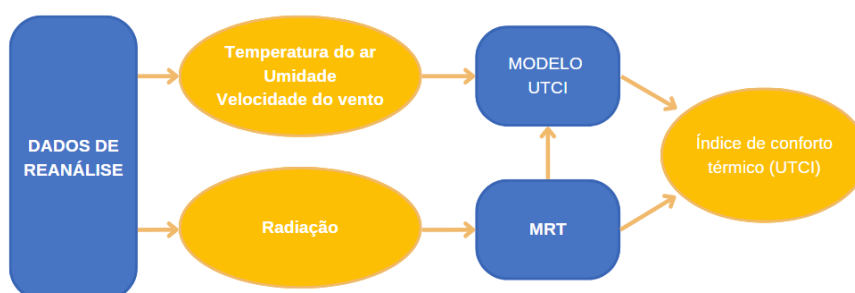 DADOS DE
REANÁLISE
Temperatura do ar
Umidade
Velocidade do vento
Radiação
MODELO
UTCI
MRT
Índice de conforto
térmico (UTCI)